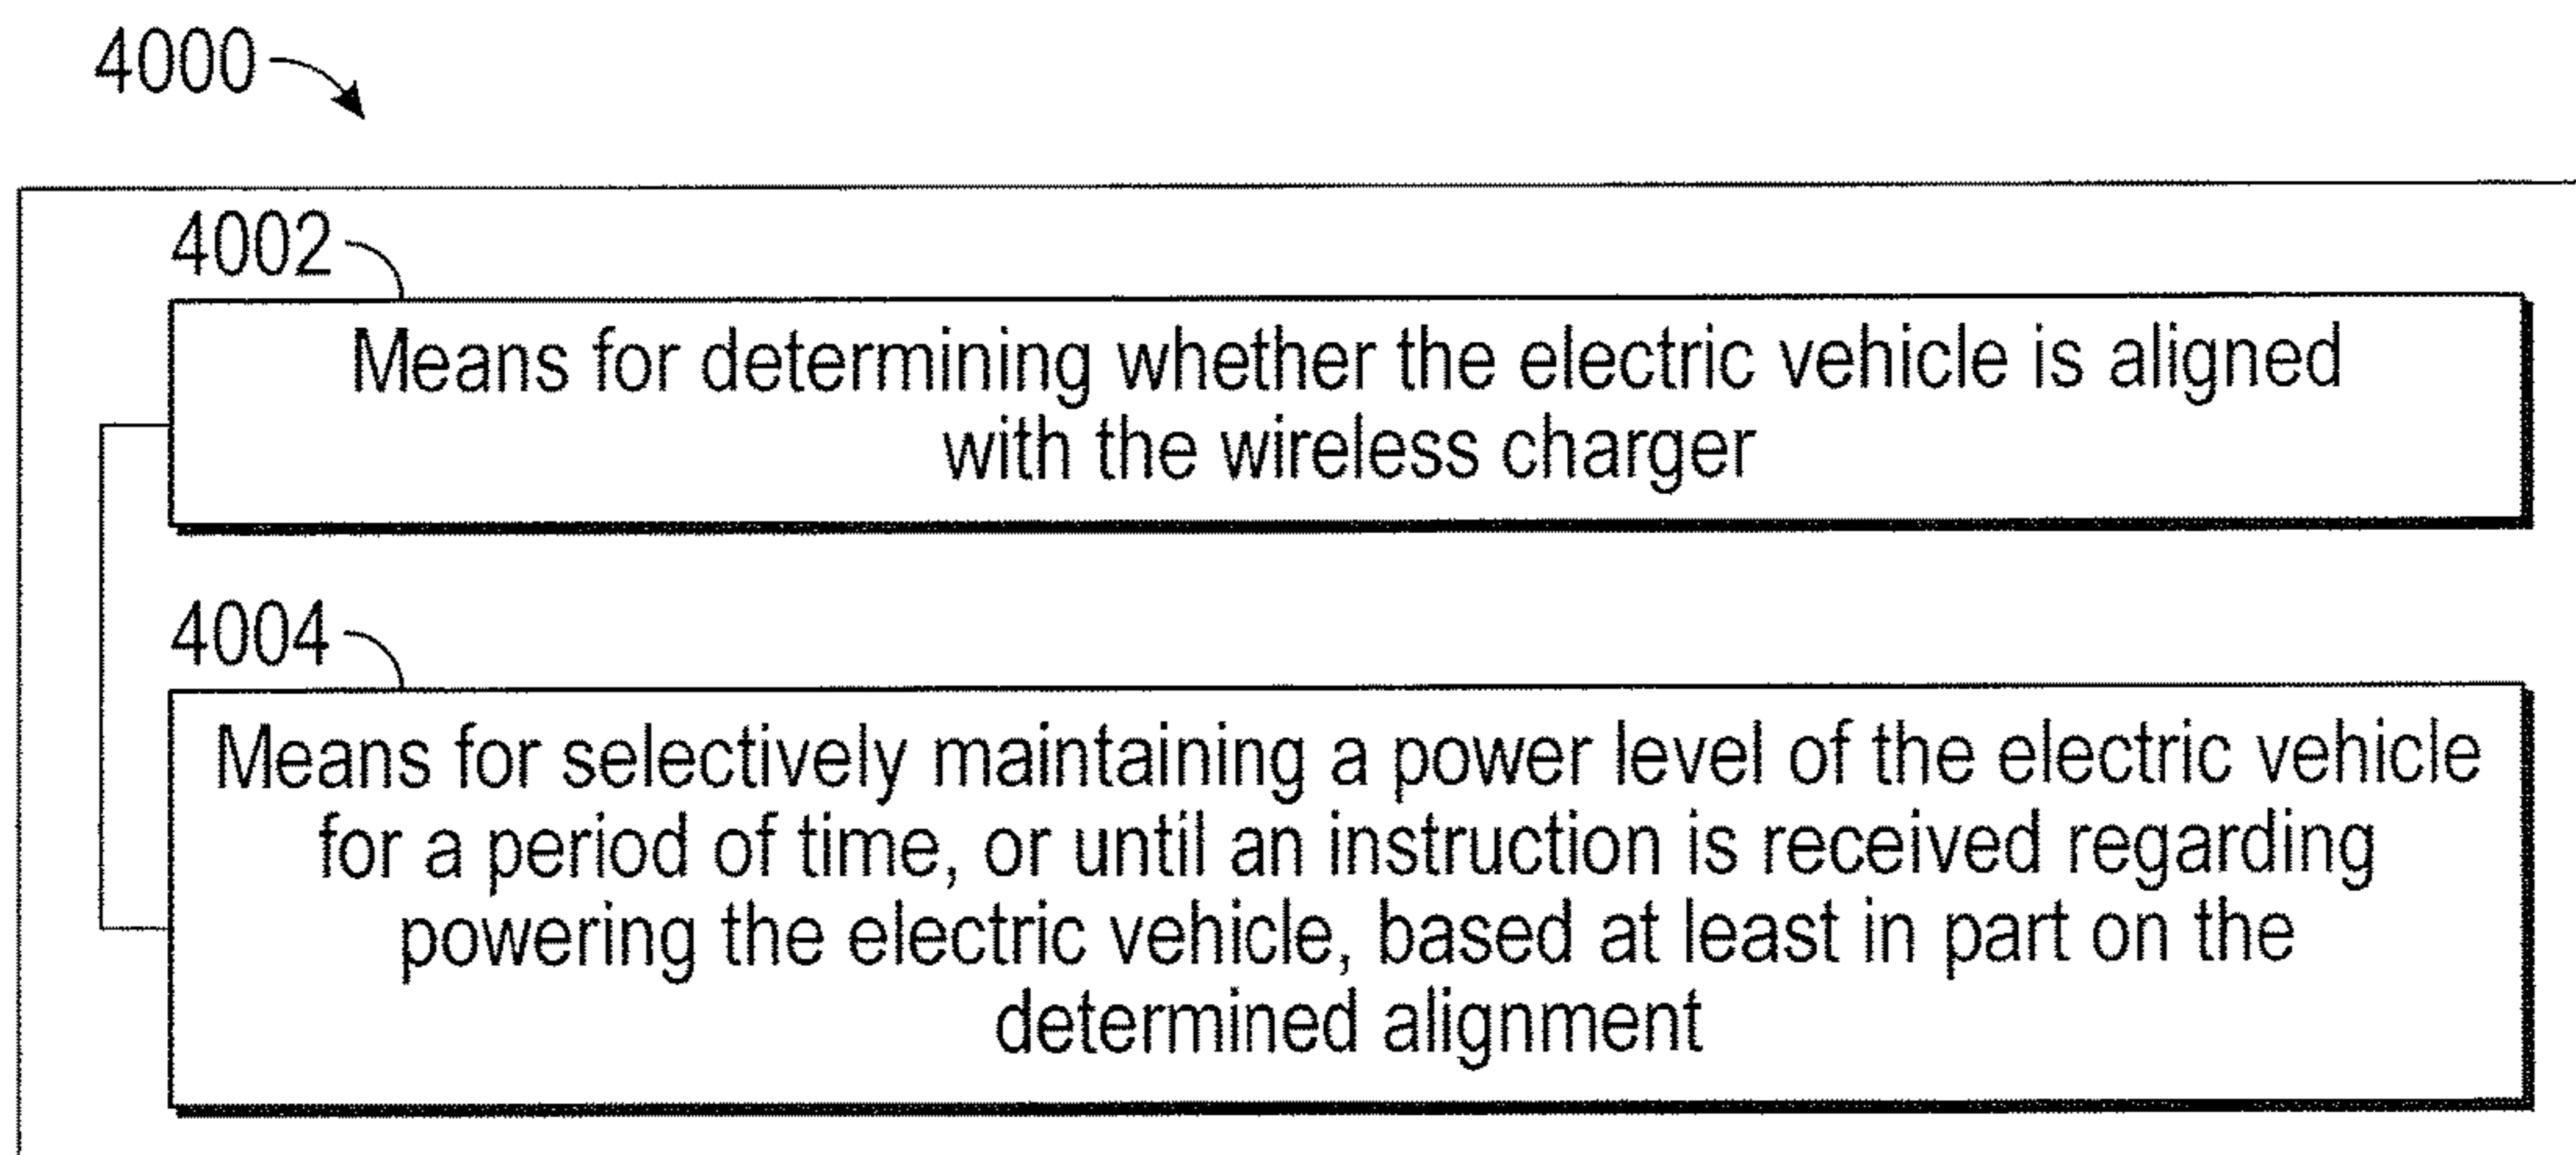 4000
4002
Means for determining whether the electric vehicle is aligned
with the wireless charger
4004
Means for selectively maintaining a power level of the electric vehicle
for a period of time, or until an instruction is received regarding
powering the electric vehicle, based at least in part on the
determined alignment